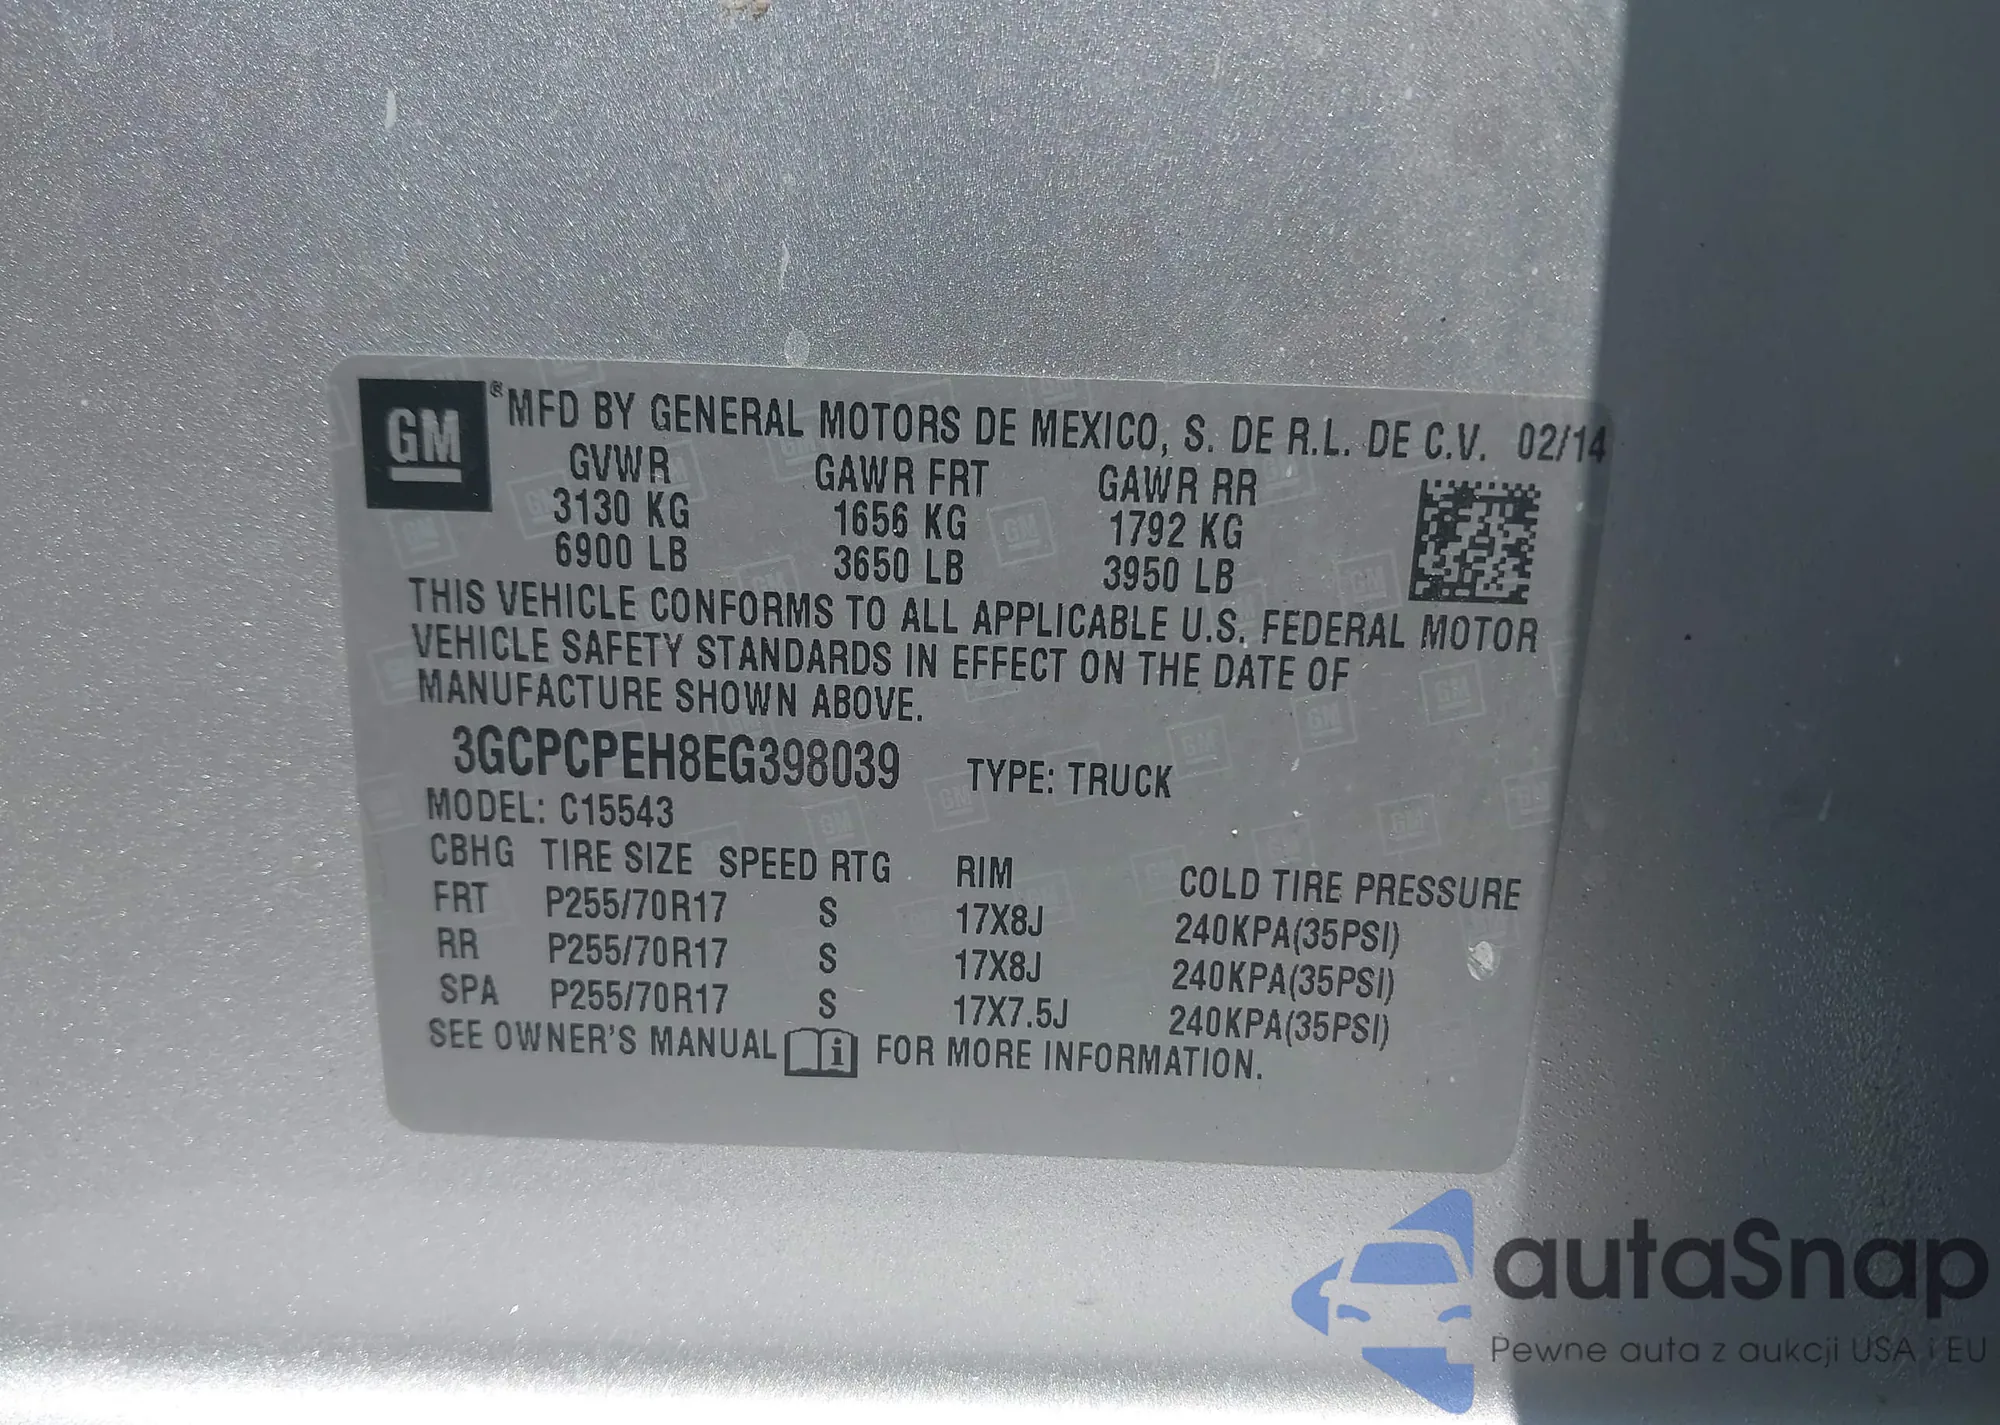 GM ® MFD BY GENERAL MOTORS DE MEXICO, S. DE R.L. DE C.V. 02/14
GVWR GAWR FRT GAWR RR
3130 KG 1656 KG 1792 KG
6900 LB 3650 LB 3950 LB
THIS VEHICLE CONFORMS TO ALL APPLICABLE U.S. FEDERAL MOTOR
VEHICLE SAFETY STANDARDS IN EFFECT ON THE DATE OF
MANUFACTURE SHOWN ABOVE.
3GCPCPEH8EG398039 TYPE: TRUCK
MODEL: C15543
CBHG TIRE SIZE SPEED RTG RIM COLD TIRE PRESSURE
FRT P255/70R17 S 17X8J 240KPA(35PSI)
RR P255/70R17 S 17X8J 240KPA(35PSI)
SPA P255/70R17 S 17X7.5J 240KPA(35PSI)
SEE OWNER'S MANUAL i FOR MORE INFORMATION.
autaSnap
Pewne auta z aukcji USA i EU